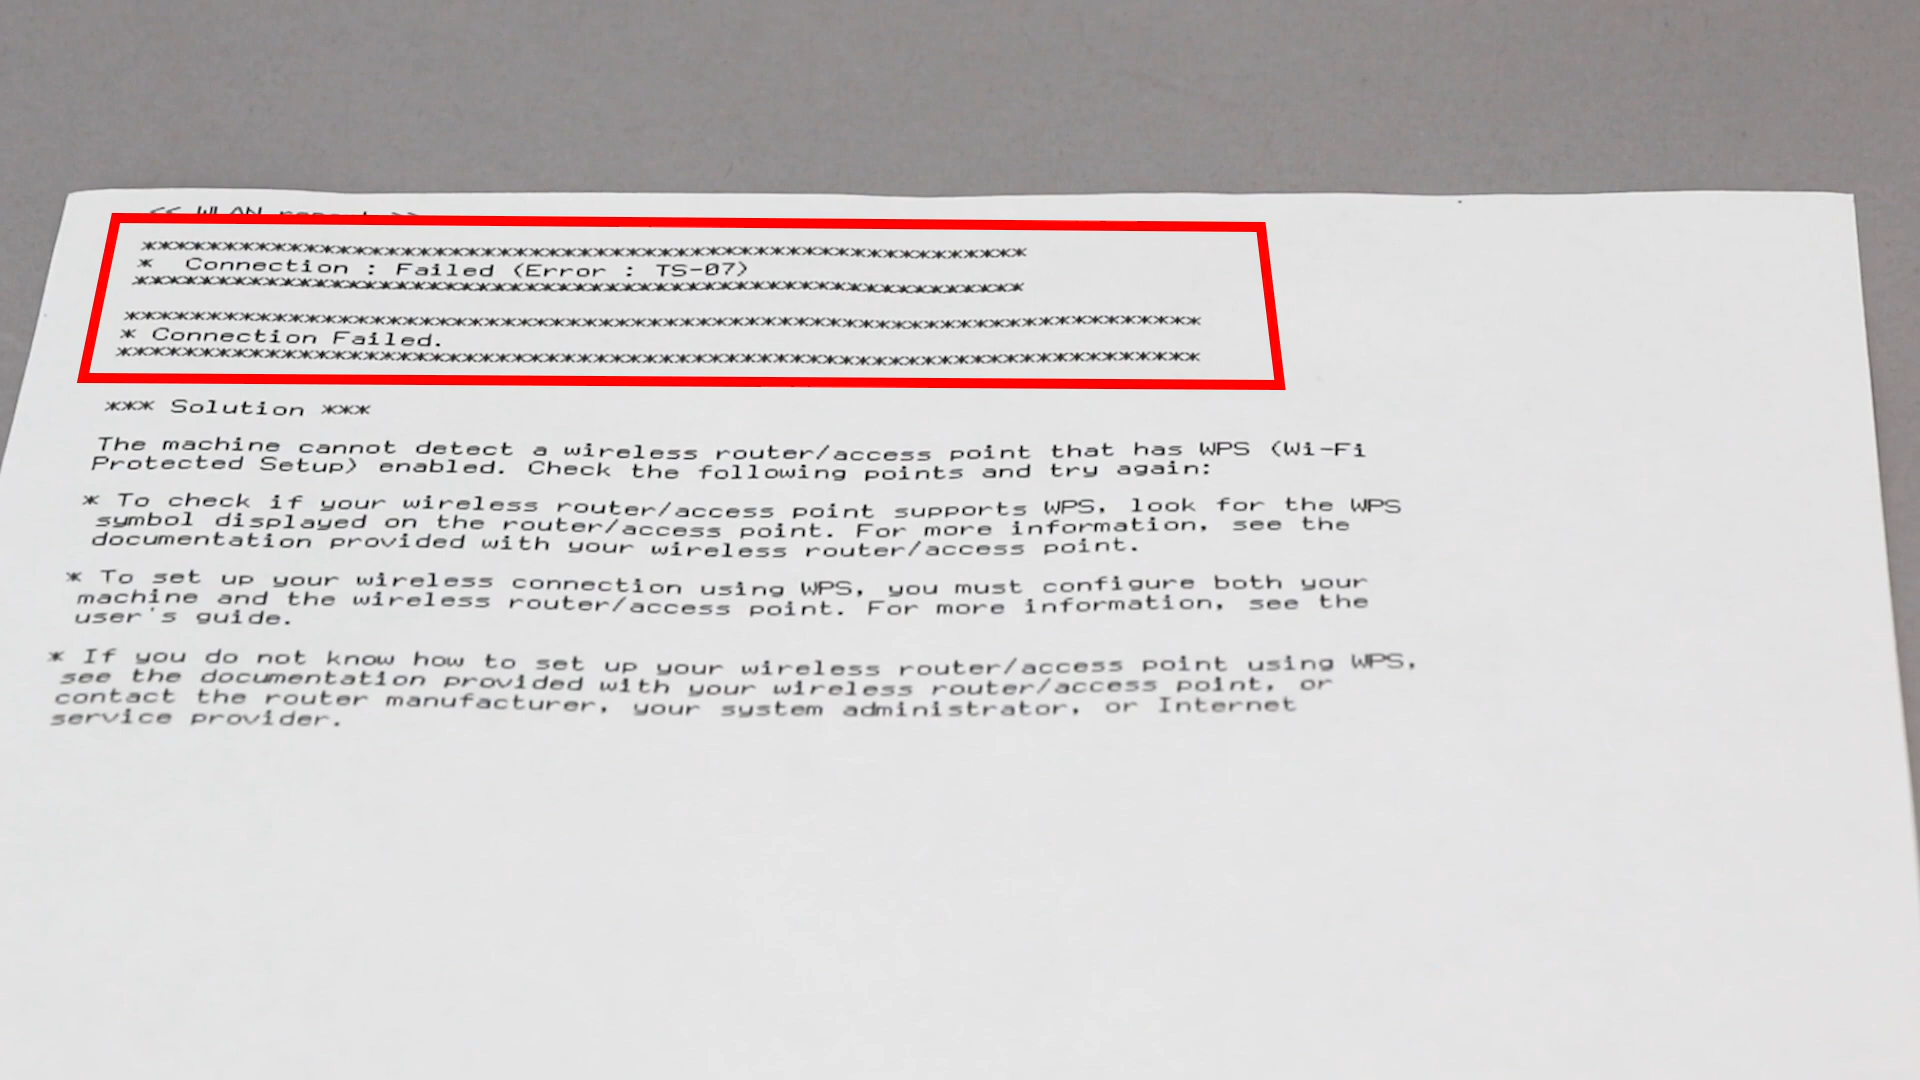 << WLAN report >>
*******************************************************
*  Connection : Failed (Error : TS-07)
*******************************************************
*******************************************************************
* Connection Failed.
*******************************************************************
*** Solution ***
The machine cannot detect a wireless router/access point that has WPS (Wi-Fi
Protected Setup) enabled. Check the following points and try again:
* To check if your wireless router/access point supports WPS, look for the WPS
symbol displayed on the router/access point. For more information, see the
documentation provided with your wireless router/access point.
* To set up your wireless connection using WPS, you must configure both your
machine and the wireless router/access point. For more information, see the
user's guide.
* If you do not know how to set up your wireless router/access point using WPS,
see the documentation provided with your wireless router/access point, or
contact the router manufacturer, your system administrator, or Internet
service provider.